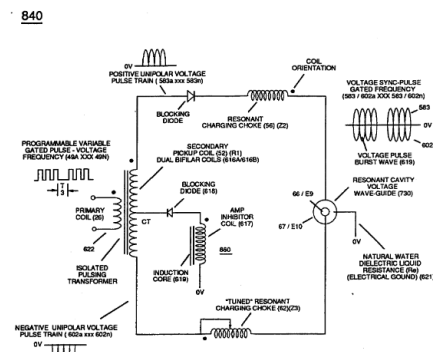 840
0V
POSITIVE UNIPOLAR VOLTAGE
PULSE TRAIN (583a xxx 583n)
COIL
ORIENTATION
BLOCKING
DIODE
RESONANT
CHARGING CHOKE (56) (Z2)
VOLTAGE SYNC-PULSE
GATED FREQUENCY
(583 / 602a XXX 583 / 602n)
583
602
VOLTAGE PULSE
BURST WAVE (619)
PROGRAMMABLE VARIABLE
GATED PULSE - VOLTAGE
FREQUENCY (49A XXX 49N)
T
3
SECONDARY
PICKUP COIL (52) (R1)
DUAL BIFILAR COILS (616A/616B)
BLOCKING
DIODE (618)
PRIMARY
COIL (26)
CT
AMP
INHIBITOR
COIL (617)
66 / E9
67 / E10
RESONANT CAVITY
VOLTAGE
WAVE-GUIDE (730)
622
860
ISOLATED
PULSING
TRANSFORMER
INDUCTION
CORE (619)
0V
0V
NATURAL WATER
DIELECTRIC LIQUID
RESISTANCE (Re)
(ELECTRICAL GOUND) (621)
"TUNED" RESONANT
CHARGING CHOKE (62)(Z3)
NEGATIVE UNIPOLAR VOLTAGE
PULSE TRAIN ( 602a xxx 602n)
0V